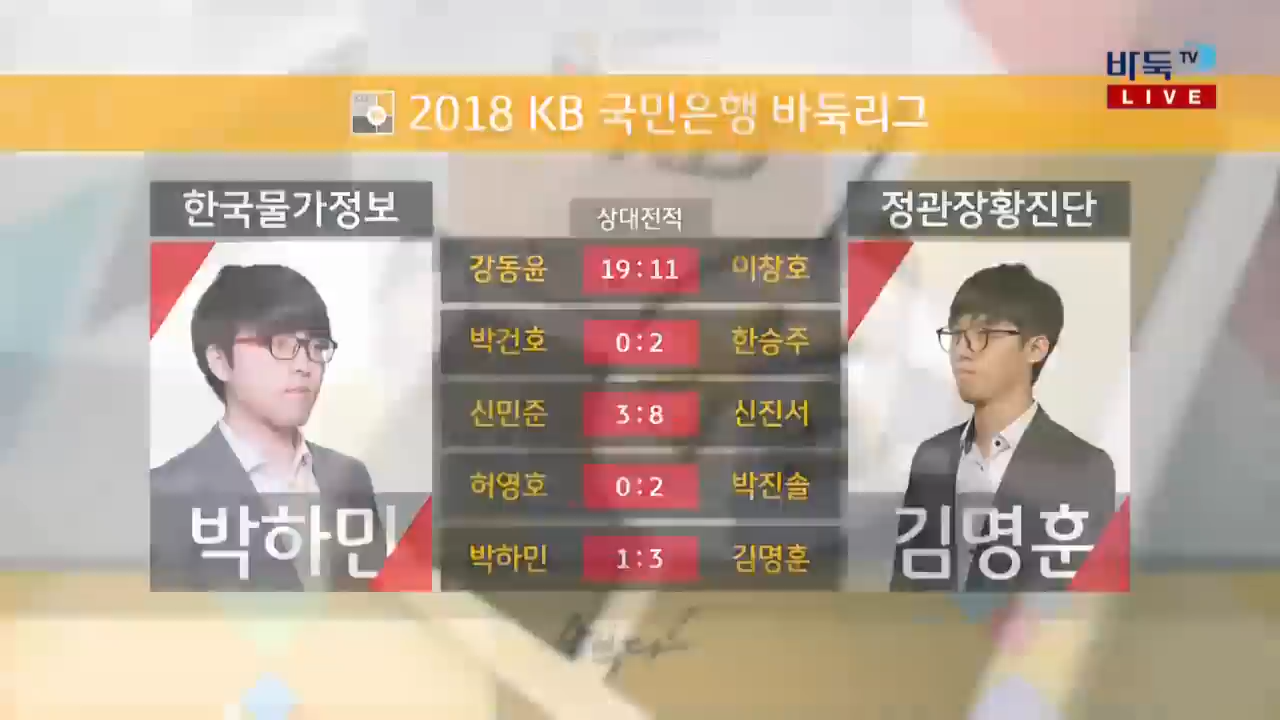 바둑 TV
LIVE
2018 KB 국민은행 바둑리그
한국물가정보
정관장황진단
상대전적
강동윤 19:11 이창호
박건호 0:2 한승주
신민준 3:8 신진서
허영호 0:2 박진솔
박하민 1:3 김명훈
박하민
김명훈